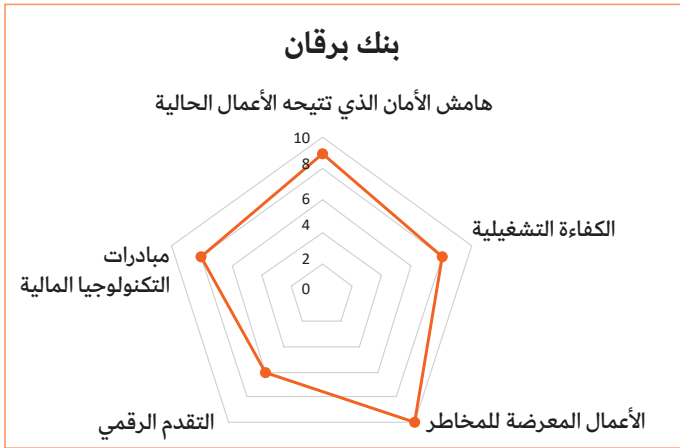 بنك برقان
هامش الأمان الذي تتيحه الأعمال الحالية
10
8
6
4
2
0
الكفاءة التشغيلية
مبادرات
التكنولوجيا المالية
الأعمال المعرضة للمخاطر
التقدم الرقمي